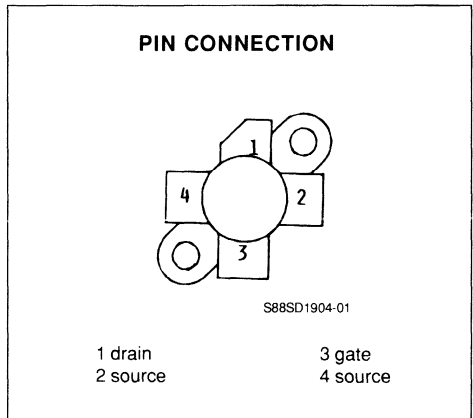 PIN CONNECTION
1
4
2
3
S88SD1904-01
1 drain 3 gate
2 source 4 source